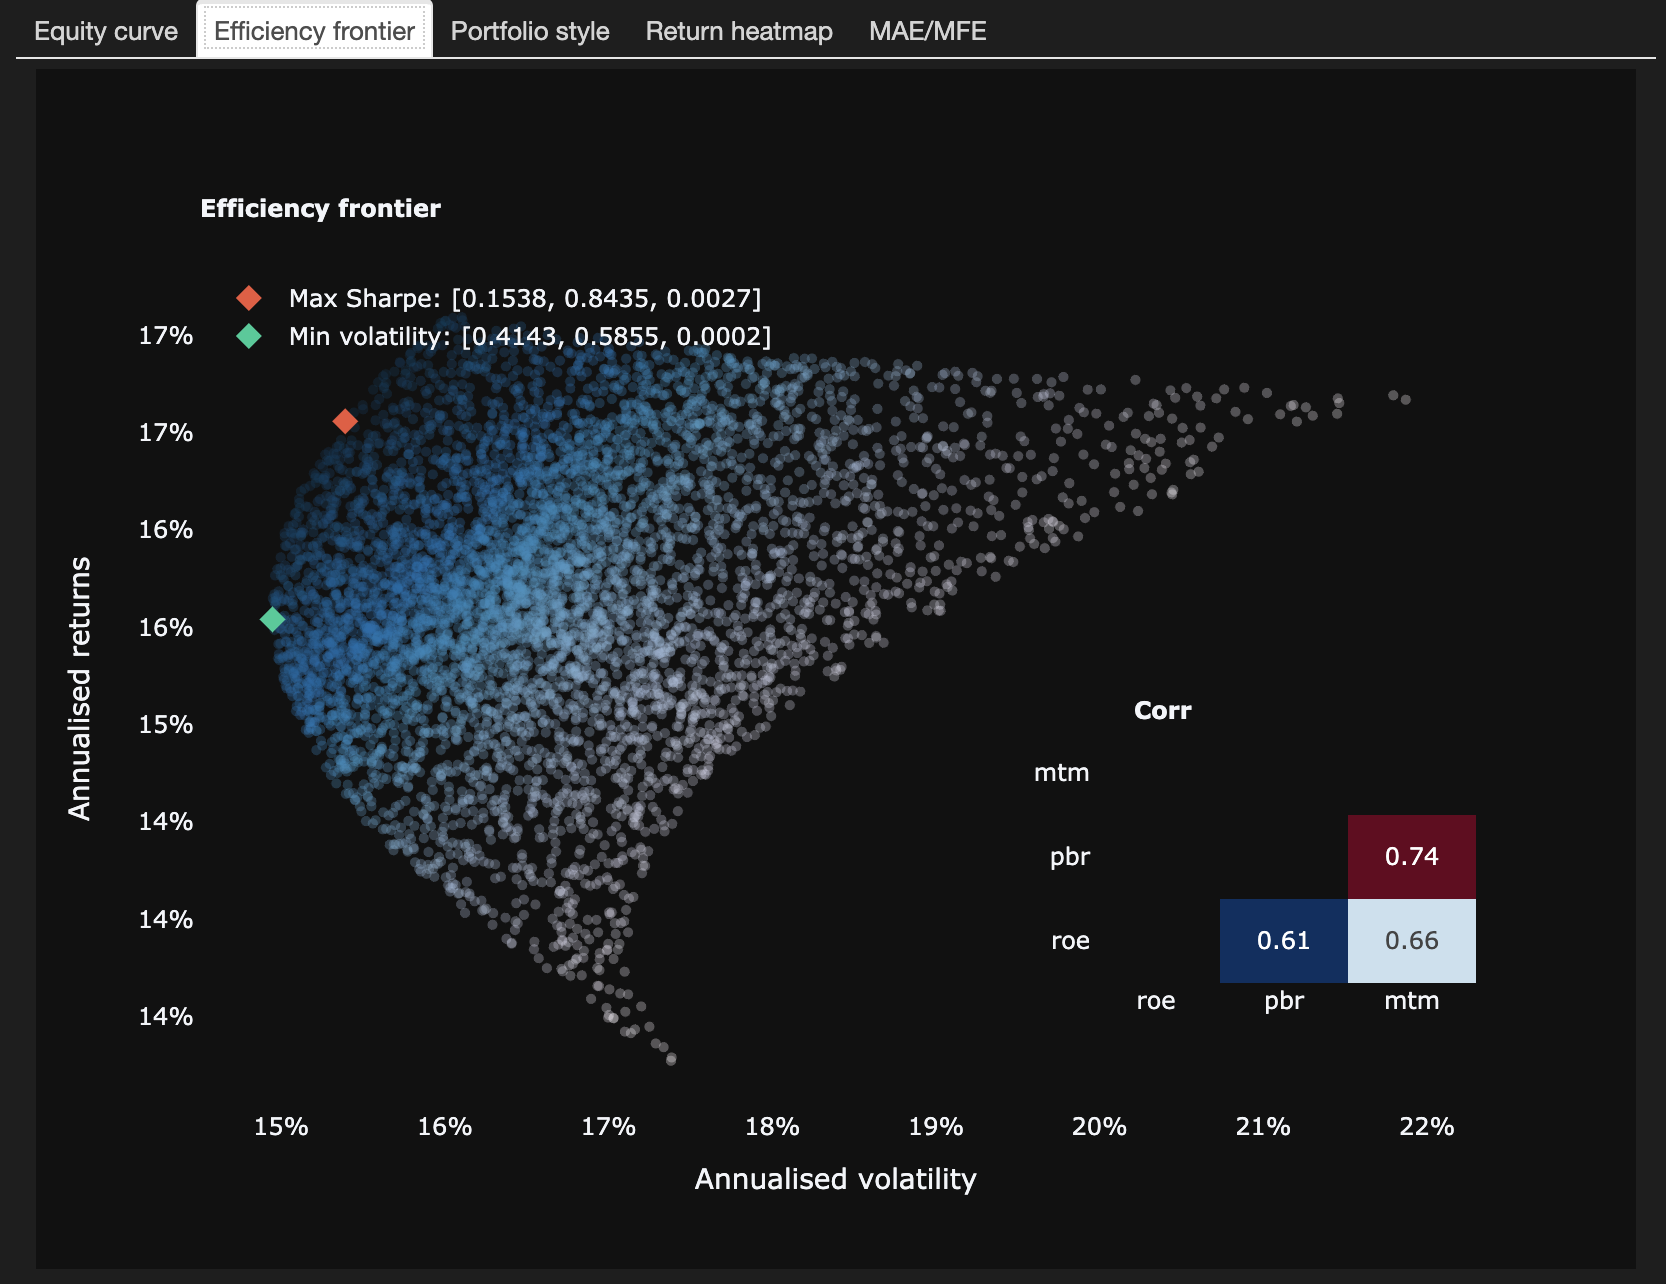 Equity curve Efficiency frontier Portfolio style Return heatmap MAE/MFE
Efficiency frontier
Max Sharpe: [0.1538, 0.8435, 0.0027]
Min volatility: [0.4143, 0.5855, 0.0002]
17%
17%
16%
16%
15%
14%
14%
14%
Annualised returns
Corr
mtm
pbr 0.74
roe 0.61 0.66
roe pbr mtm
15% 16% 17% 18% 19% 20% 21% 22%
Annualised volatility